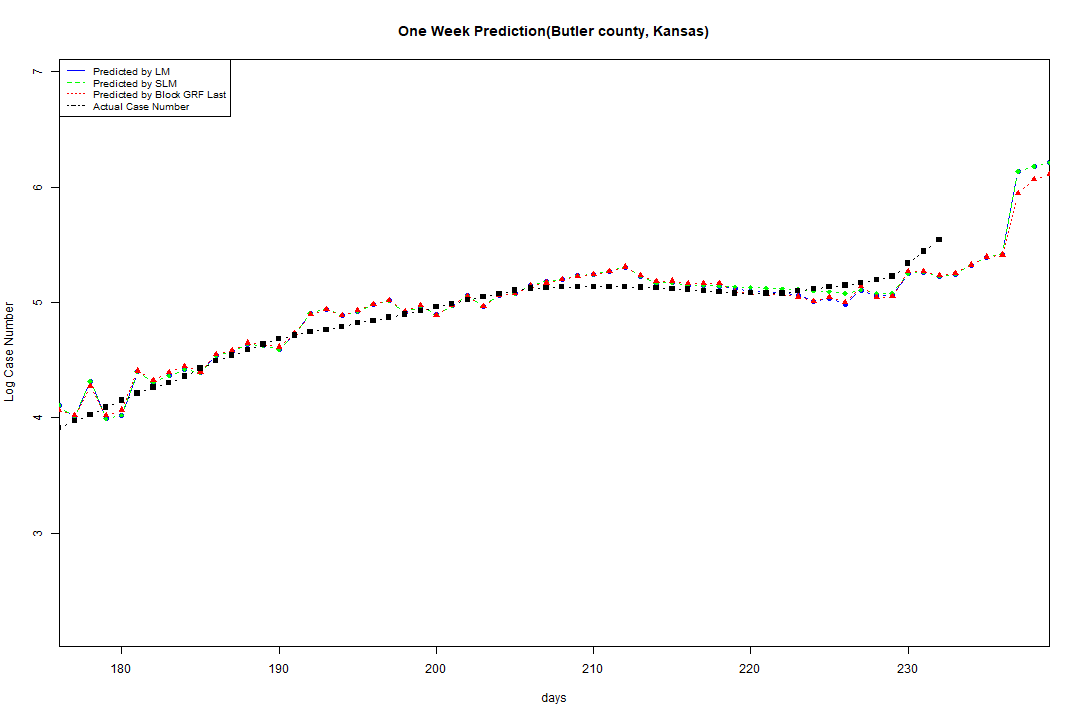 One Week Prediction(Butler county, Kansas)
Predicted by LM
Predicted by SLM
Predicted by Block GRF Last
Actual Case Number
7
6
5
4
3
Log Case Number
180 190 200 210 220 230
days